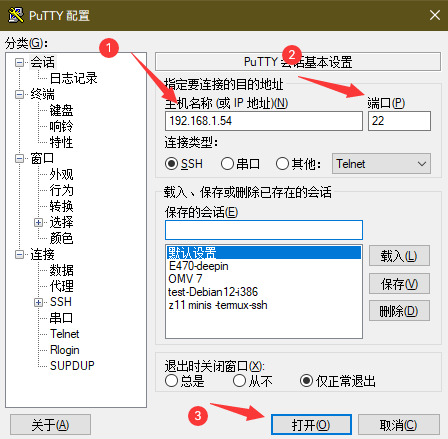 PuTTY 配置
分类(G):
会话
日志记录
终端
键盘
响铃
特性
窗口
外观
行为
转换
选择
颜色
连接
数据
代理
SSH
串口
Telnet
Rlogin
SUPDUP
1
2
PuTTY 会话基本设置
指定要连接的目的地址
主机名称 (或 IP 地址)(N) 端口(P)
192.168.1.54 22
连接类型:
SSH 串口 其他: Telnet
载入、保存或删除已存在的会话
保存的会话(E)
默认设置
E470-deepin
OMV 7
test-Debian12-i386
z11 minis -termux-ssh
载入(L)
保存(V)
删除(D)
退出时关闭窗口(X):
总是 从不 仅正常退出
3
关于(A) 打开(O) 取消(C)